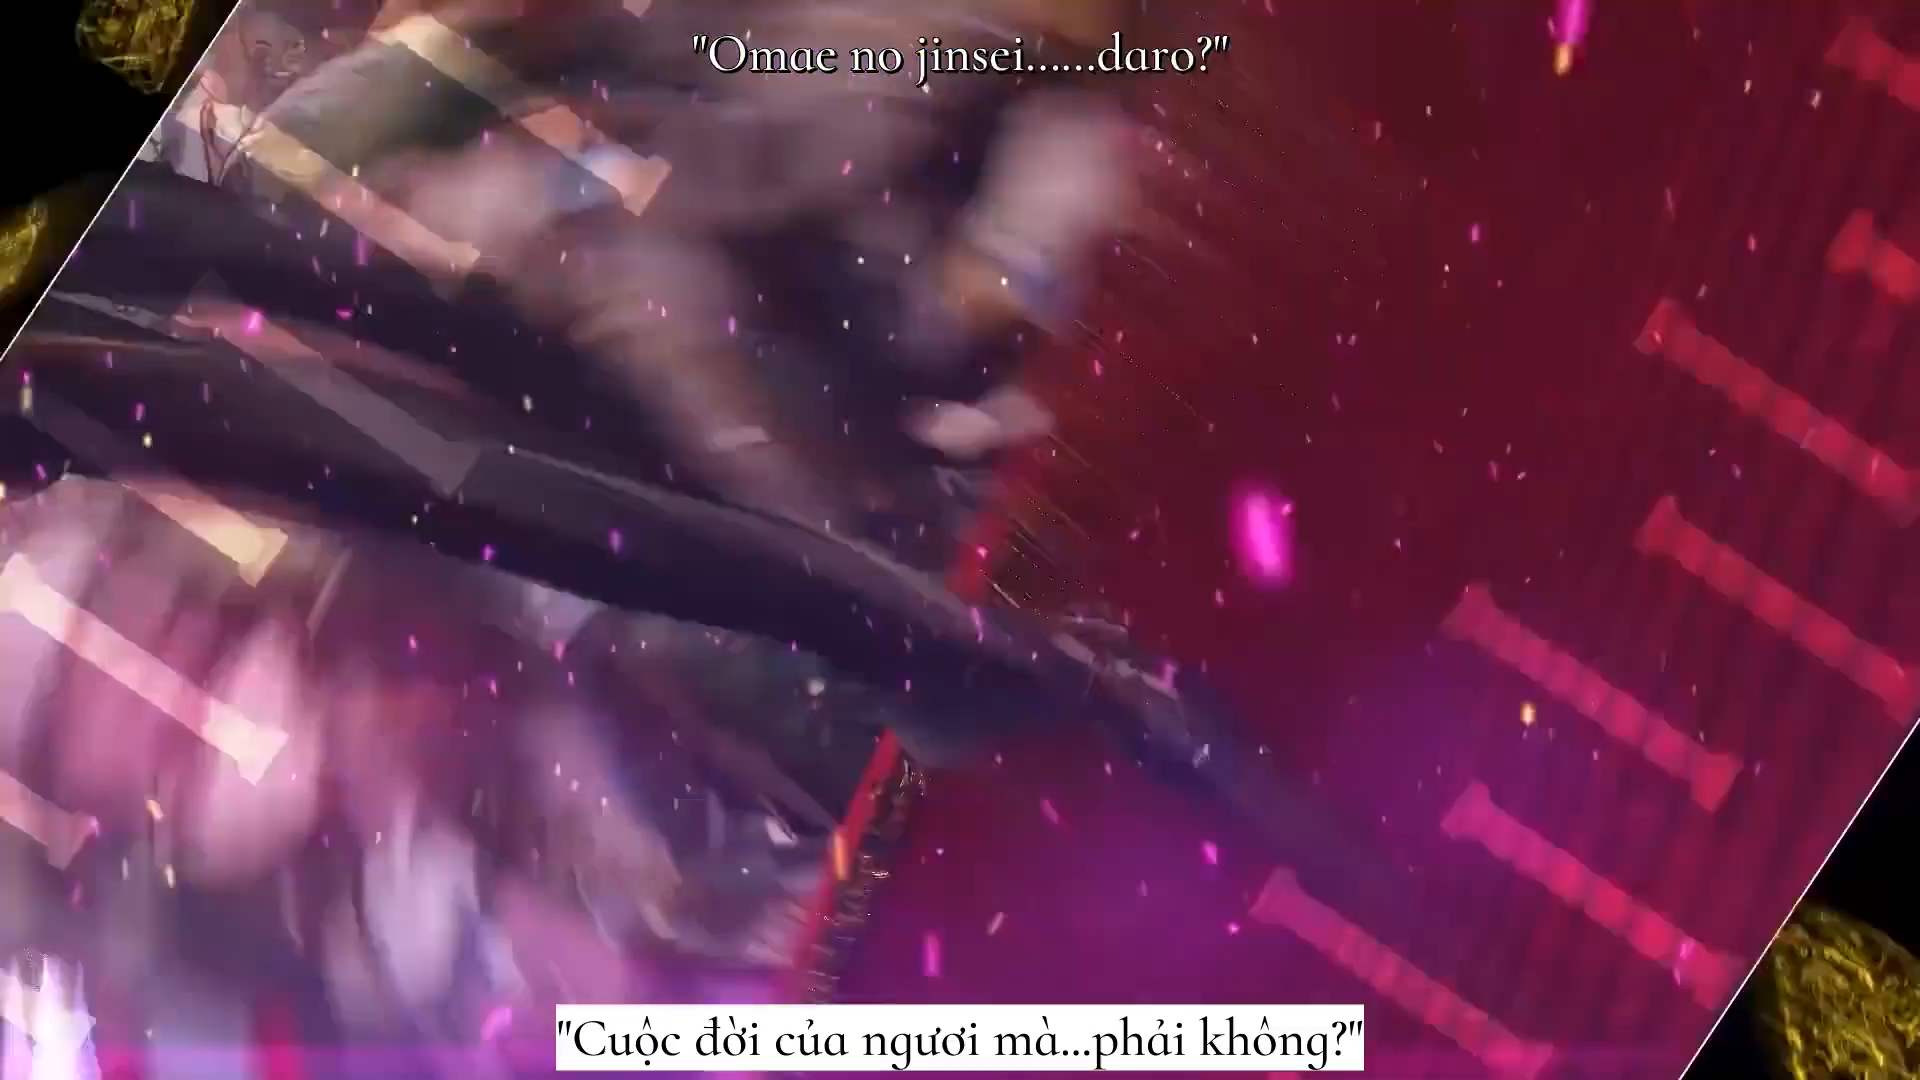 "Omae no jinsei......daro?"
"Cuộc đời của ngươi mà...phải không?"